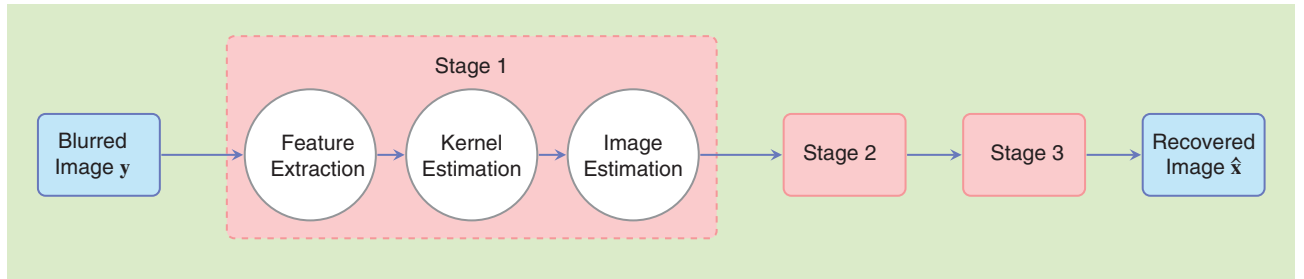 Stage 1
Blurred
Image y
Feature
Extraction
Kernel
Estimation
Image
Estimation
Stage 2
Stage 3
Recovered
Image x̂